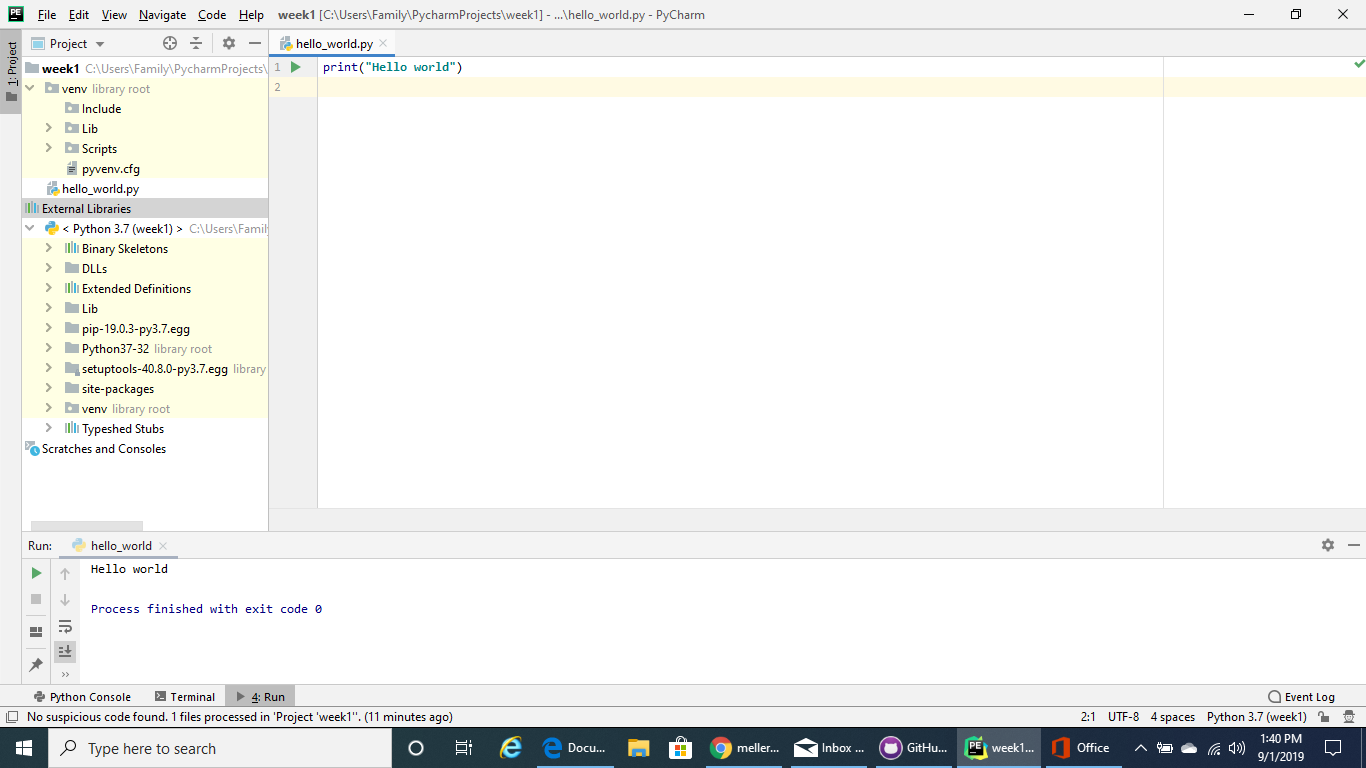 File Edit View Navigate Code Help week1 [C:\Users\Family\PycharmProjects\week1] - ...\hello_world.py - PyCharm
1: Project
Project
hello_world.py
week1 C:\Users\Family\PycharmProjects\
venv library root
Include
Lib
Scripts
pyvenv.cfg
hello_world.py
External Libraries
< Python 3.7 (week1) > C:\Users\Famil
Binary Skeletons
DLLs
Extended Definitions
Lib
pip-19.0.3-py3.7.egg
Python37-32 library root
setuptools-40.8.0-py3.7.egg library
site-packages
venv library root
Typeshed Stubs
Scratches and Consoles
1 print("Hello world")
2
Run: hello_world
Hello world
Process finished with exit code 0
Python Console Terminal 4: Run Event Log
No suspicious code found. 1 files processed in 'Project 'week1''. (11 minutes ago) 2:1 UTF-8 4 spaces Python 3.7 (week1)
Type here to search Docu... meller... Inbox ... GitHu... week1... Office 1:40 PM
9/1/2019